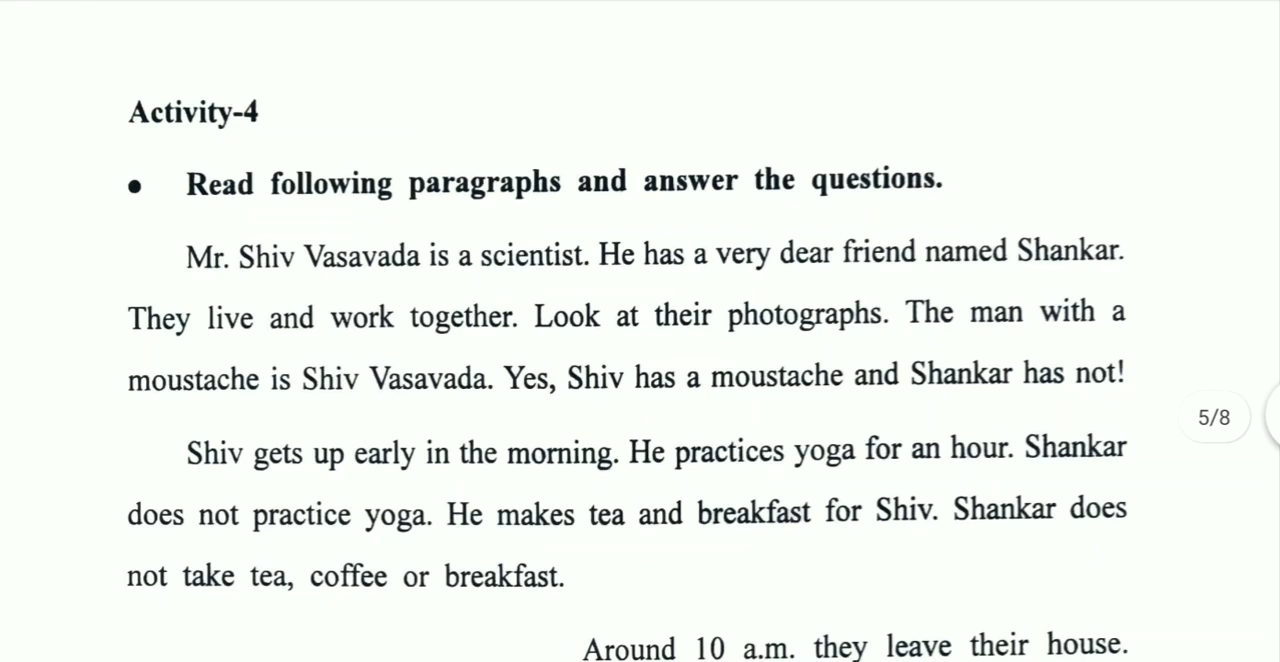 Activity-4
• Read following paragraphs and answer the questions.
Mr. Shiv Vasavada is a scientist. He has a very dear friend named Shankar.
They live and work together. Look at their photographs. The man with a
moustache is Shiv Vasavada. Yes, Shiv has a moustache and Shankar has not!
5/8
Shiv gets up early in the morning. He practices yoga for an hour. Shankar
does not practice yoga. He makes tea and breakfast for Shiv. Shankar does
not take tea, coffee or breakfast.
Around 10 a.m. they leave their house.